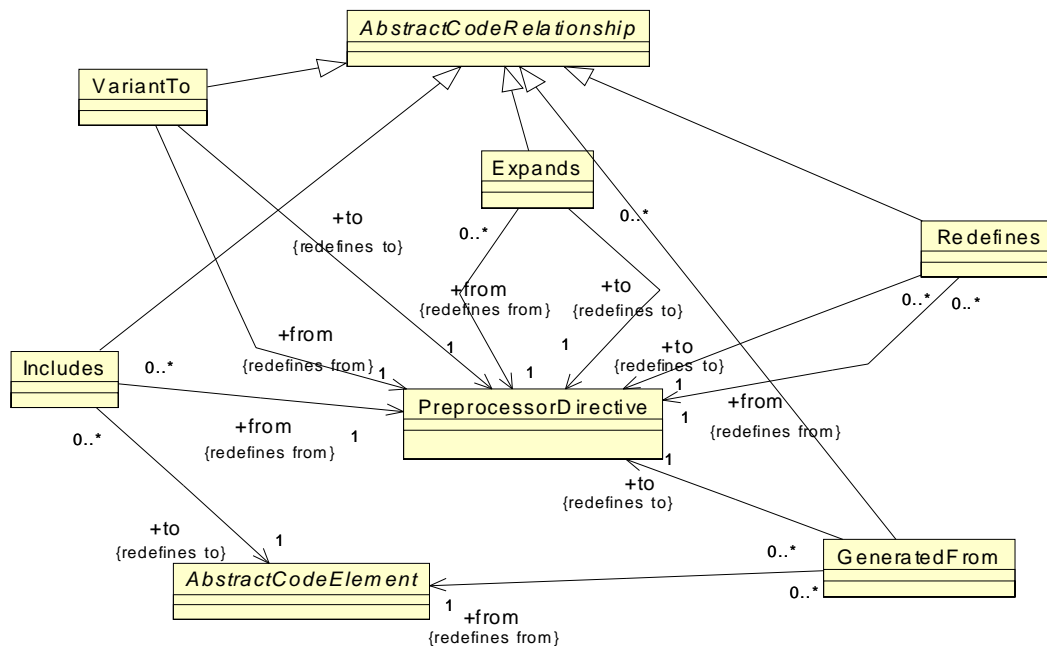 AbstractCodeRelationship
VariantTo
Expands
0..*
+to
{redefines to}
0..*
Redefines
+from
{redefines from}
+to
{redefines to}
0..*
0..*
+from
{redefines from}
1
1
+to
{redefines to}
Includes
0..*
1
1
1
PreprocessorDirective
+from
{redefines from}
1
1
+from
{redefines from}
0..*
1
+to
{redefines to}
+to
{redefines to}
1
0..*
GeneratedFrom
AbstractCodeElement
0..*
1
+from
{redefines from}